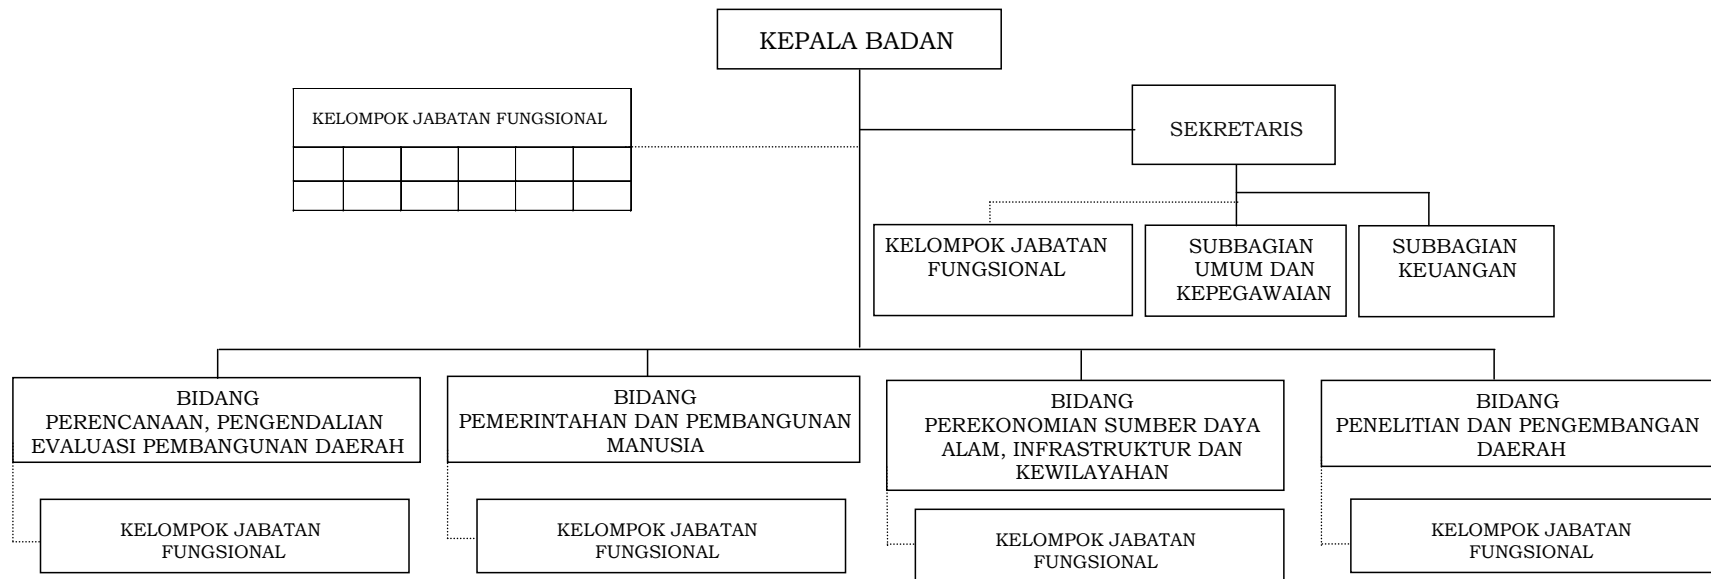 KEPALA BADAN
KELOMPOK JABATAN FUNGSIONAL
SEKRETARIS
KELOMPOK JABATAN
FUNGSIONAL
SUBBAGIAN
UMUM DAN
KEPEGAWAIAN
SUBBAGIAN
KEUANGAN
BIDANG
PERENCANAAN, PENGENDALIAN
EVALUASI PEMBANGUNAN DAERAH
BIDANG
PEMERINTAHAN DAN PEMBANGUNAN
MANUSIA
BIDANG
PEREKONOMIAN SUMBER DAYA
ALAM, INFRASTRUKTUR DAN
KEWILAYAHAN
BIDANG
PENELITIAN DAN PENGEMBANGAN
DAERAH
KELOMPOK JABATAN
FUNGSIONAL
KELOMPOK JABATAN
FUNGSIONAL
KELOMPOK JABATAN
FUNGSIONAL
KELOMPOK JABATAN
FUNGSIONAL